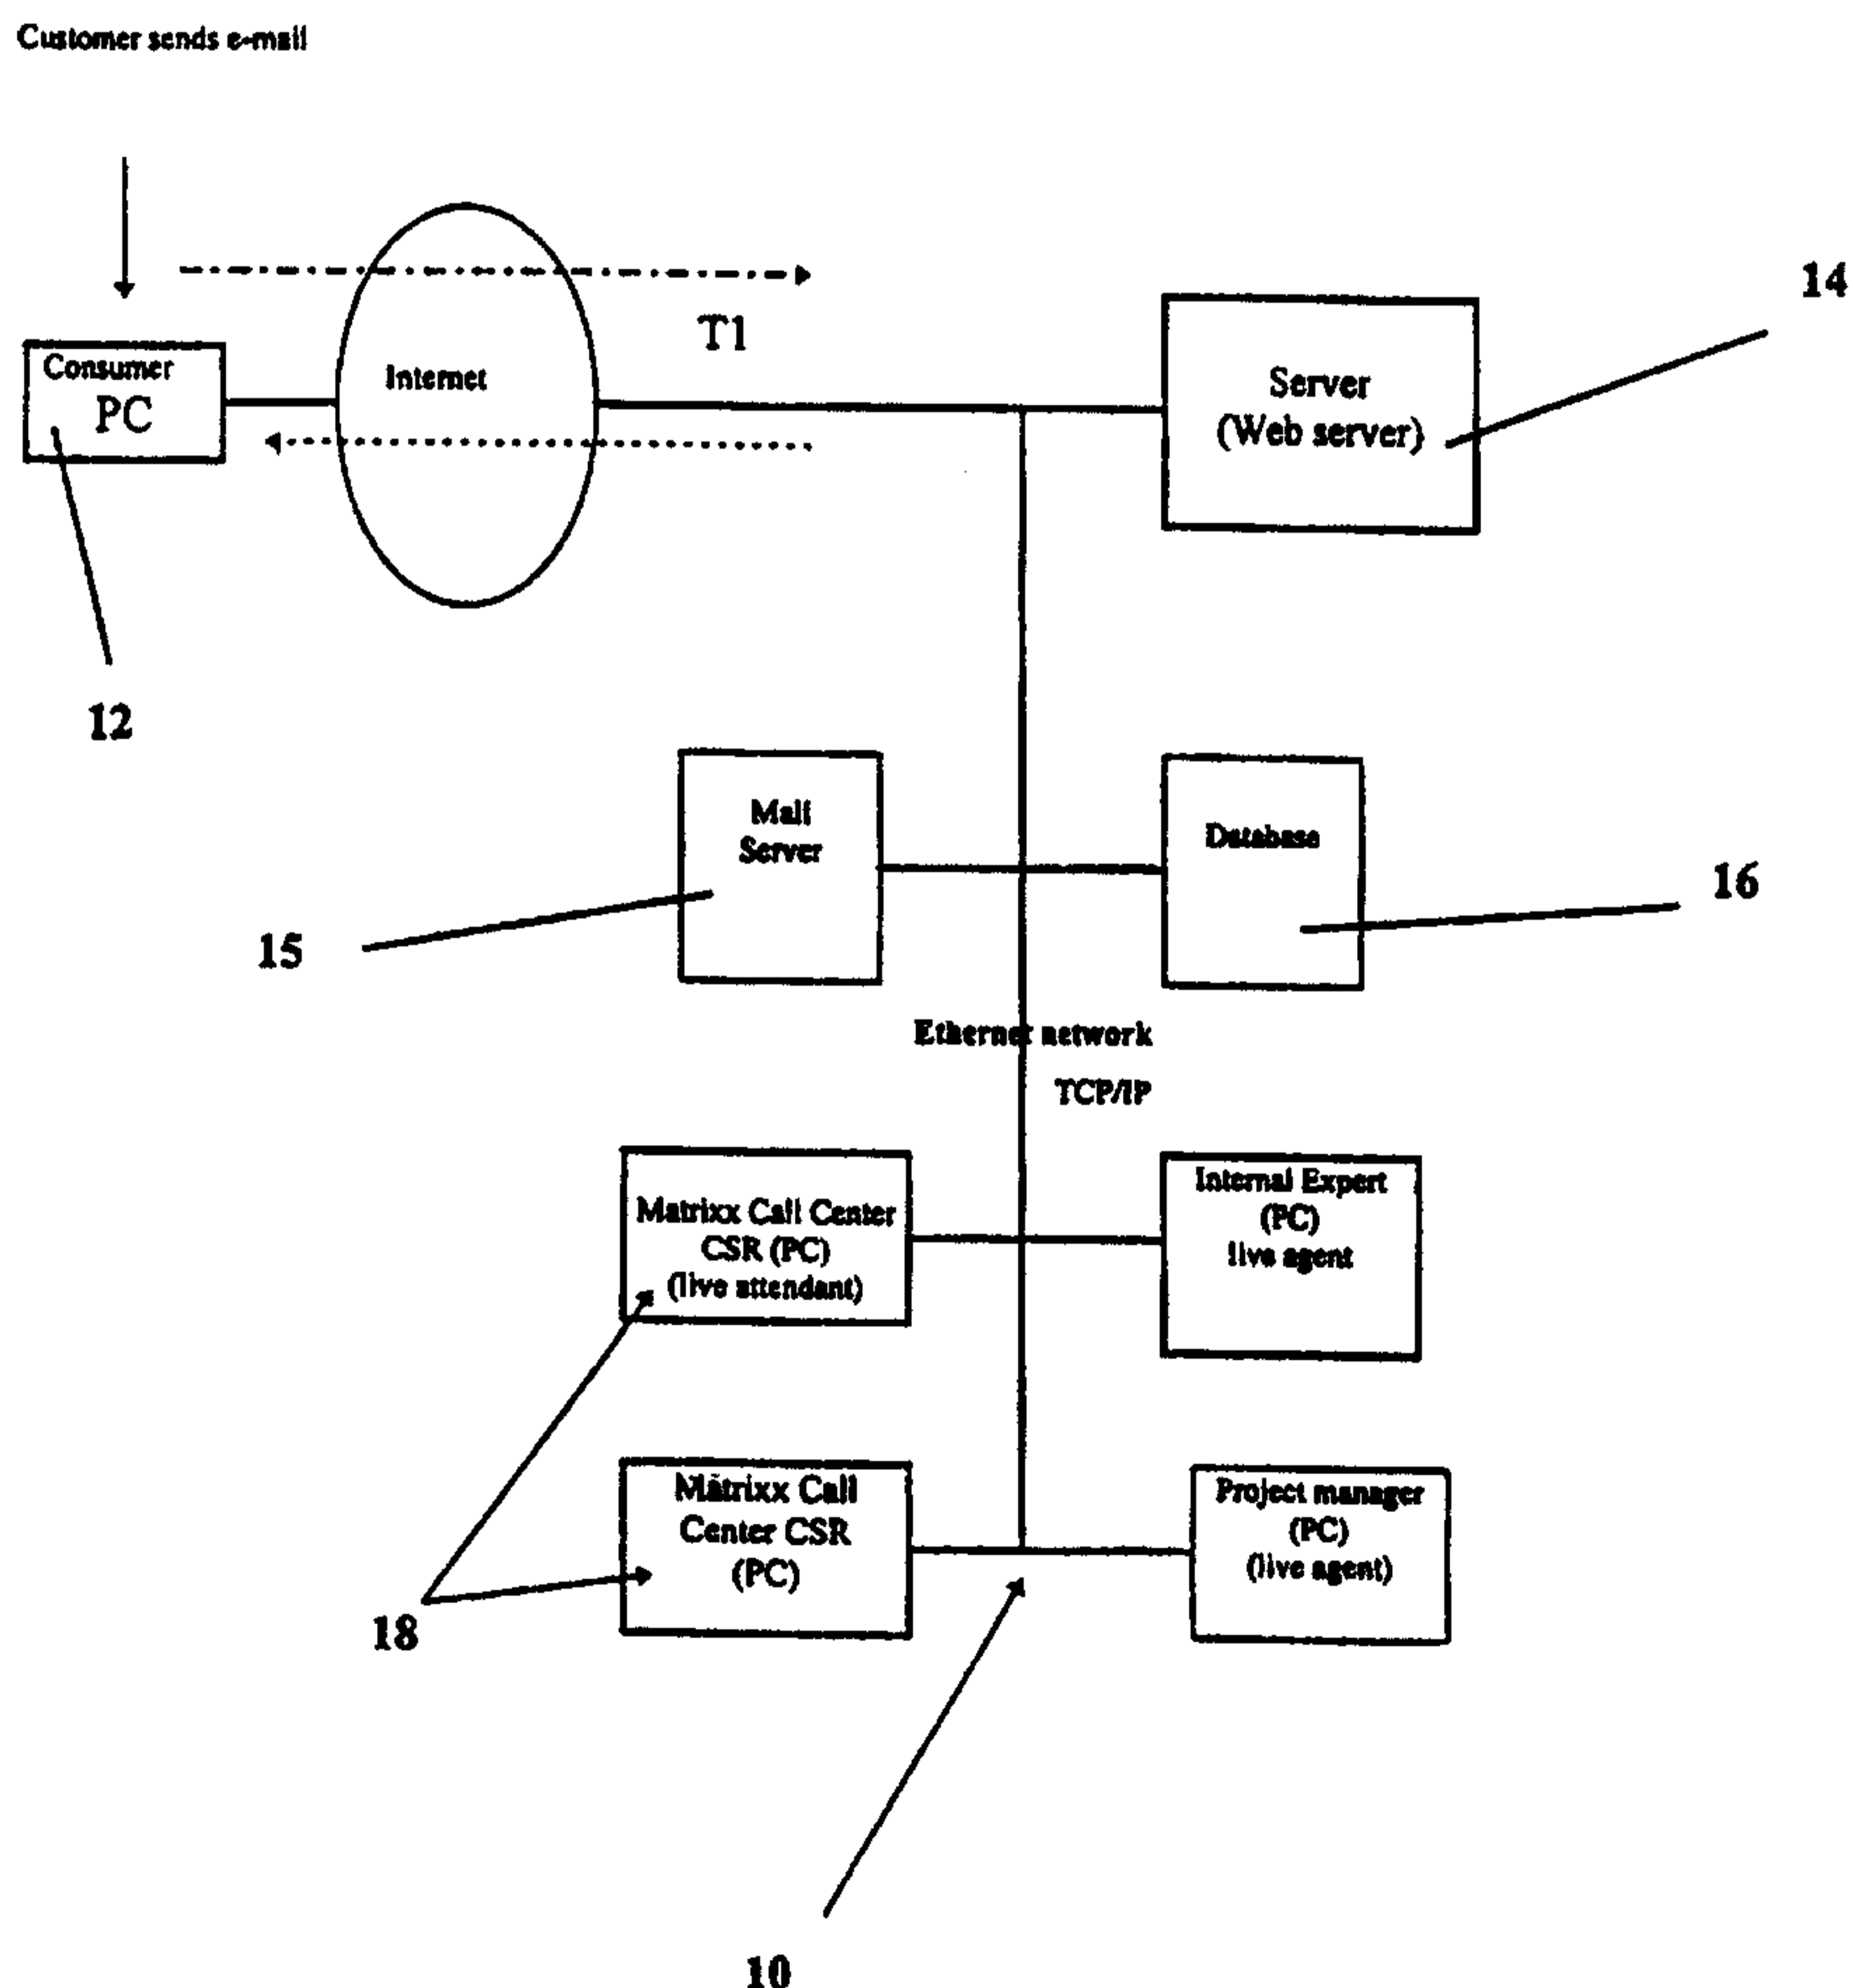 Customer sends e-mail
T1
14
Consumer
PC
Internet
Server
(Web server)
12
Mail
Server
Database
16
15
Ethernet network
TCP/IP
Matrixx Call Center
CSR (PC)
(live attendant)
Internal Expert
(PC)
live agent
Matrixx Call
Center CSR
(PC)
Project manager
(PC)
(live agent)
18
10